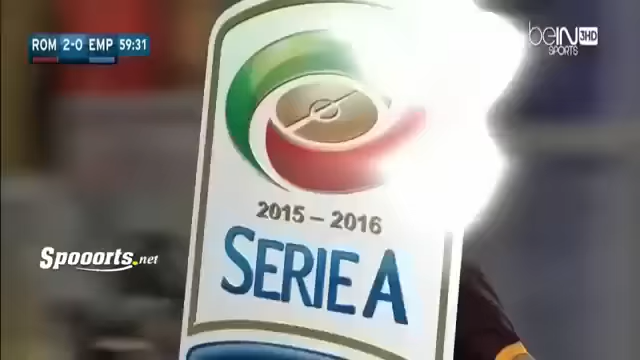 ROM 2-0 EMP 59:31
beIN 3HD
SPORTS
2015 - 2016
SERIE A
Spooorts.net